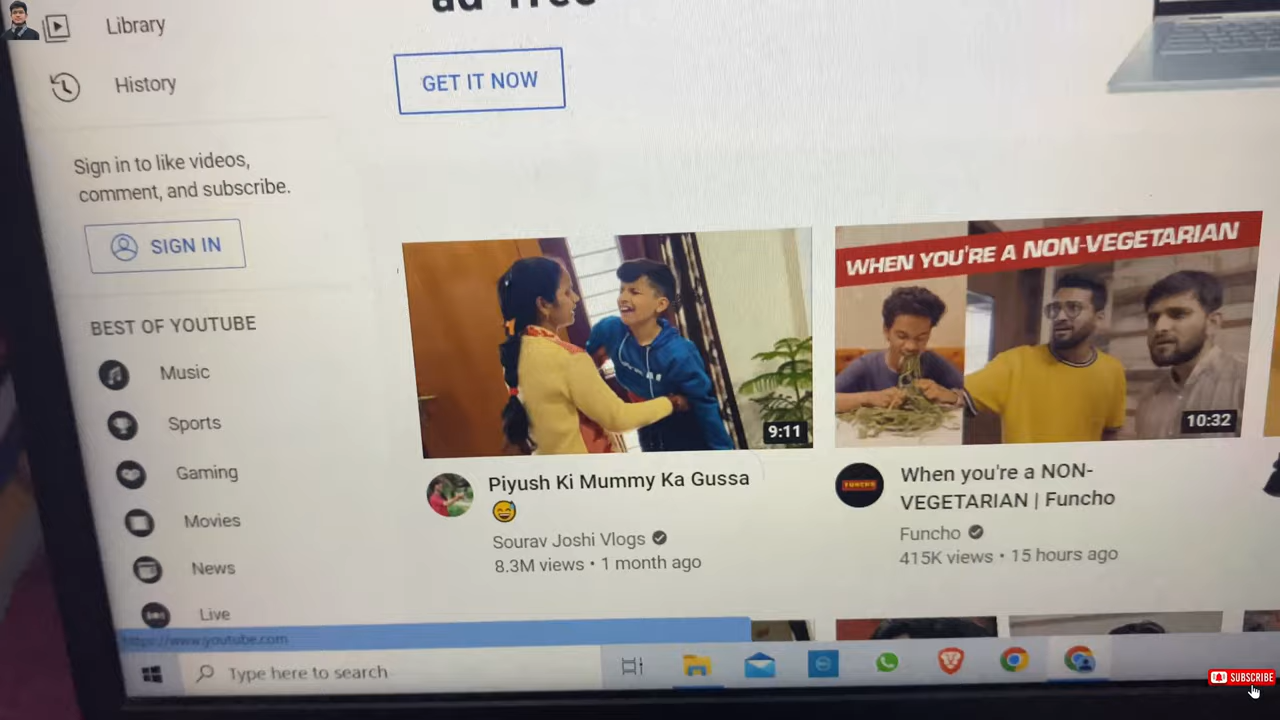 ad-free
Library
GET IT NOW
History
Sign in to like videos,
comment, and subscribe.
SIGN IN
BEST OF YOUTUBE
Music
Sports
Gaming
Movies
News
Live
WHEN YOU'RE A NON-VEGETARIAN
9:11
10:32
Piyush Ki Mummy Ka Gussa
😅
Sourav Joshi Vlogs
8.3M views • 1 month ago
FUNCHO
When you're a NON-
VEGETARIAN | Funcho
Funcho
415K views • 15 hours ago
https://www.youtube.com
Type here to search
SUBSCRIBE